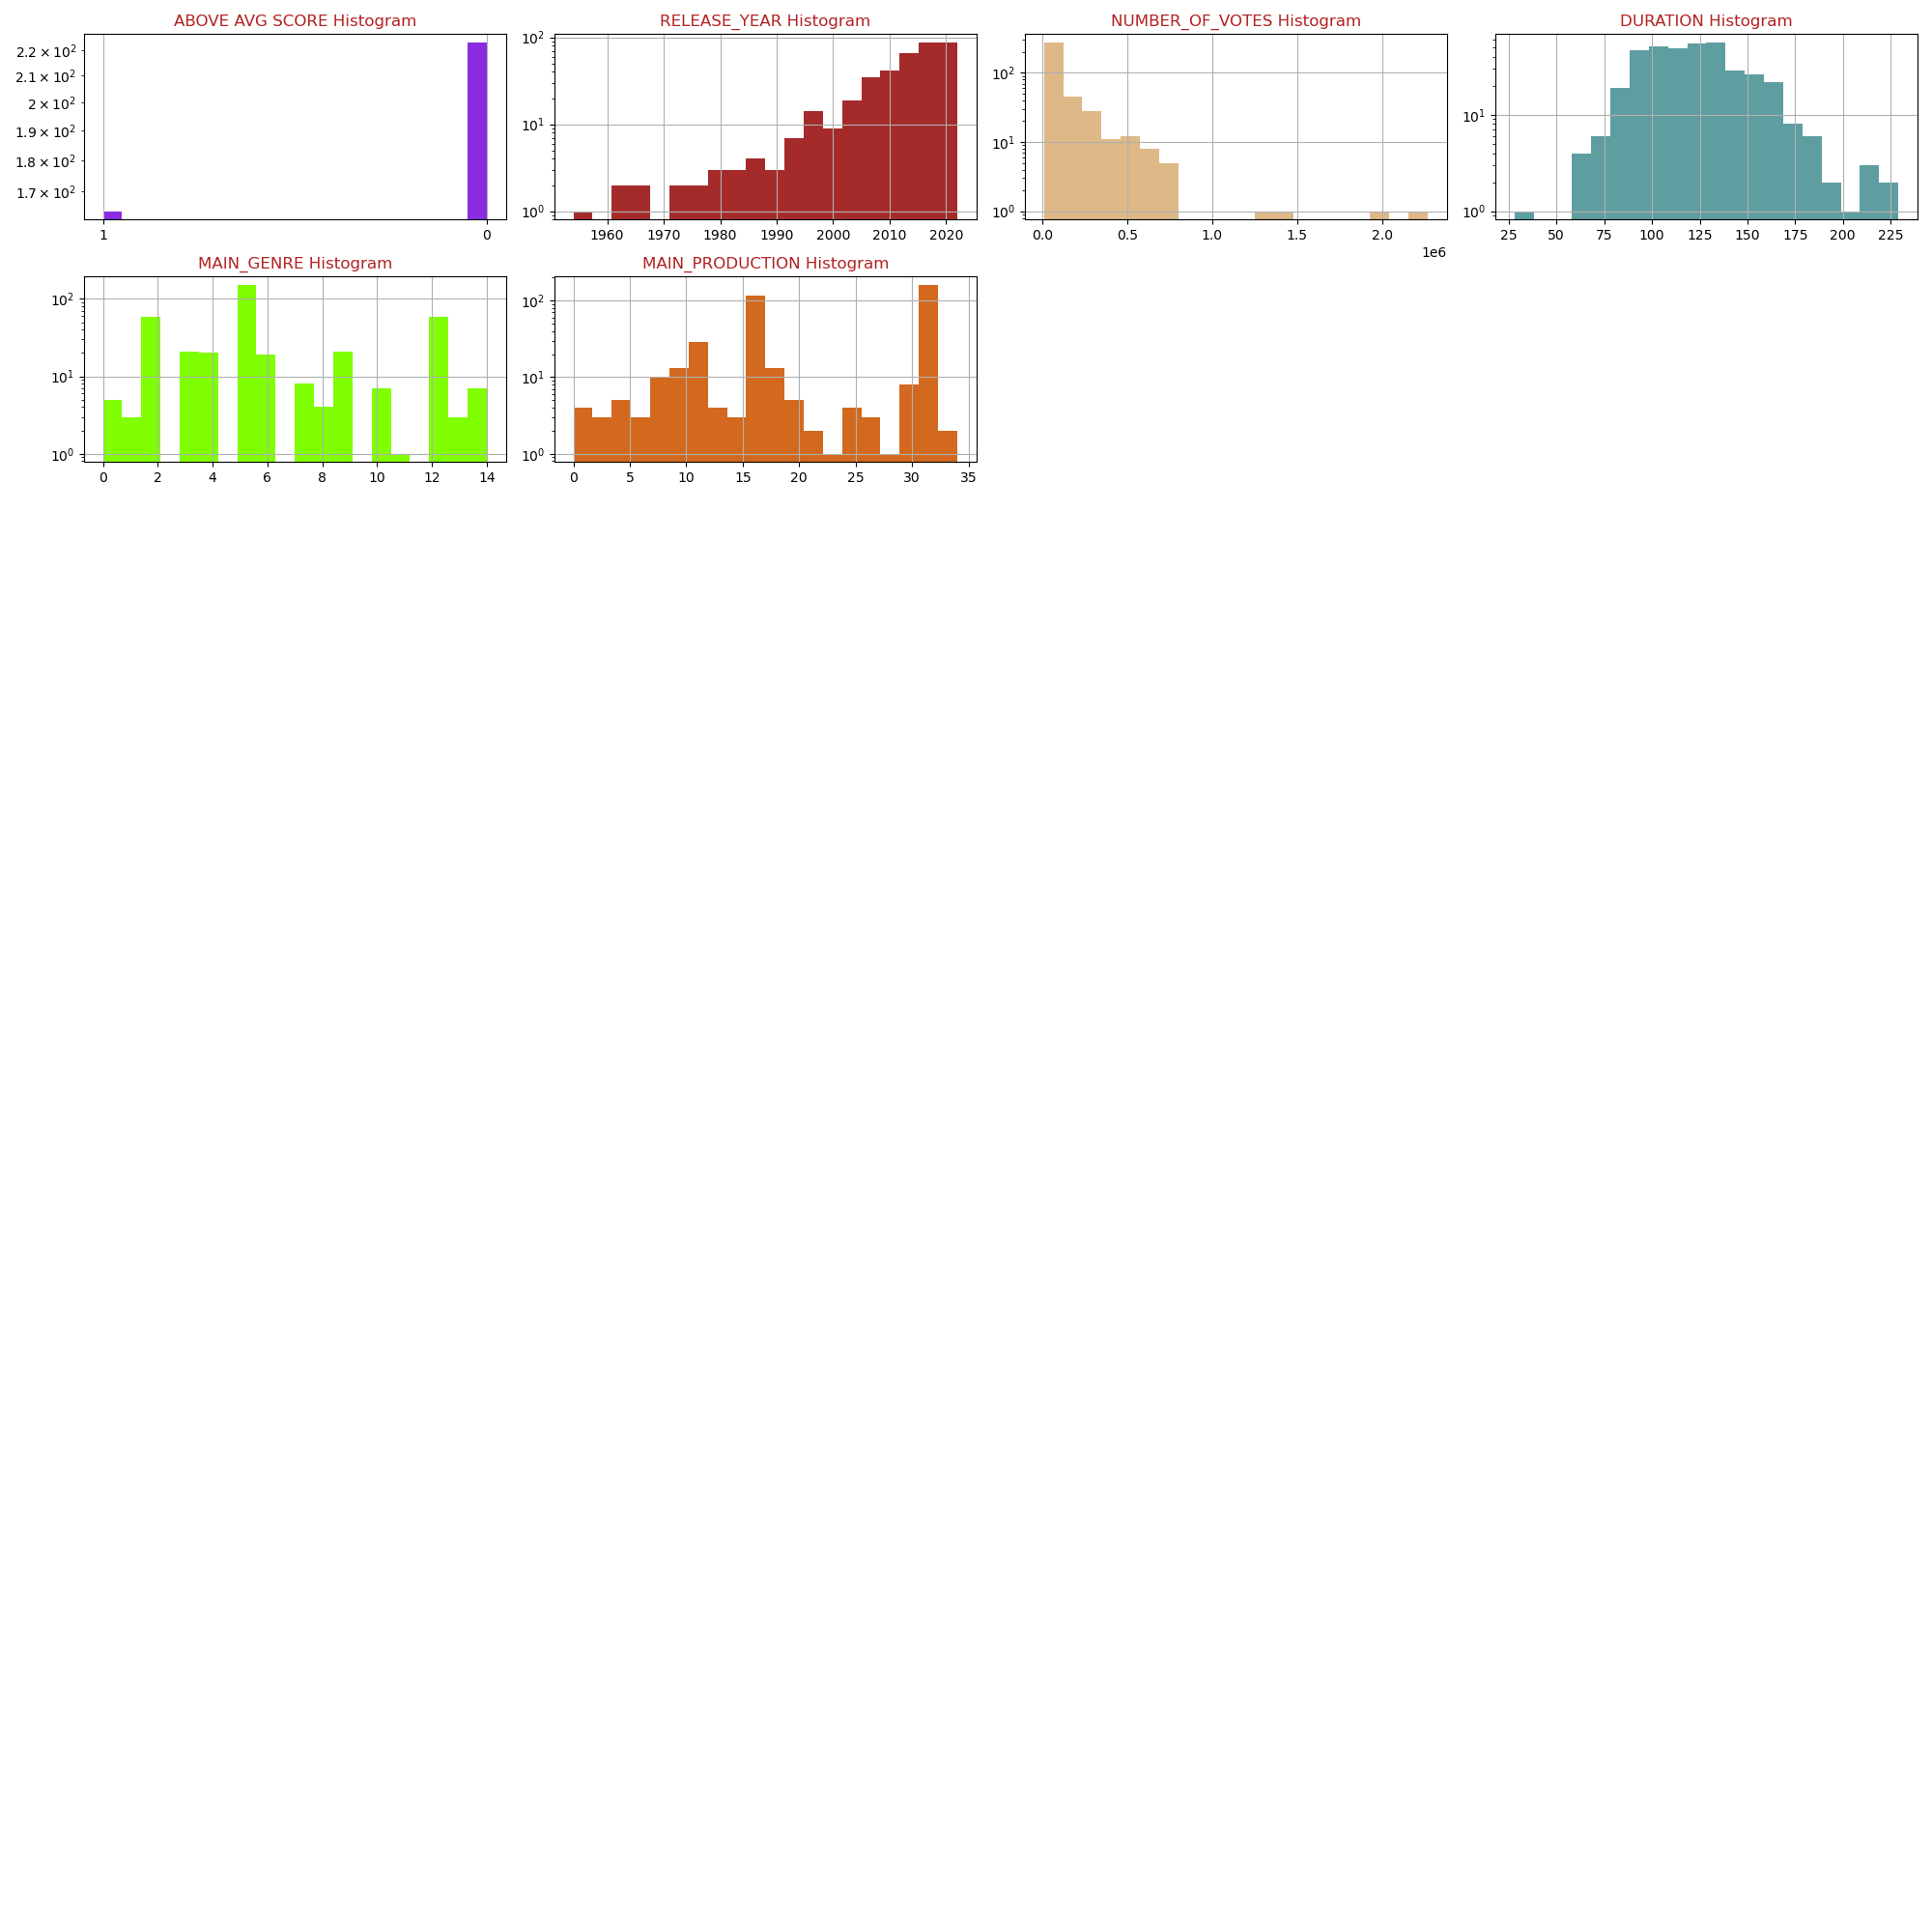 ABOVE AVG SCORE Histogram
2.2 × 10²
2.1 × 10²
2 × 10²
1.9 × 10²
1.8 × 10²
1.7 × 10²
1 0
RELEASE_YEAR Histogram
10²
10¹
10⁰
1960 1970 1980 1990 2000 2010 2020
NUMBER_OF_VOTES Histogram
10²
10¹
10⁰
0.0 0.5 1.0 1.5 2.0
1e6
DURATION Histogram
10¹
10⁰
25 50 75 100 125 150 175 200 225
MAIN_GENRE Histogram
10²
10¹
10⁰
0 2 4 6 8 10 12 14
MAIN_PRODUCTION Histogram
10²
10¹
10⁰
0 5 10 15 20 25 30 35